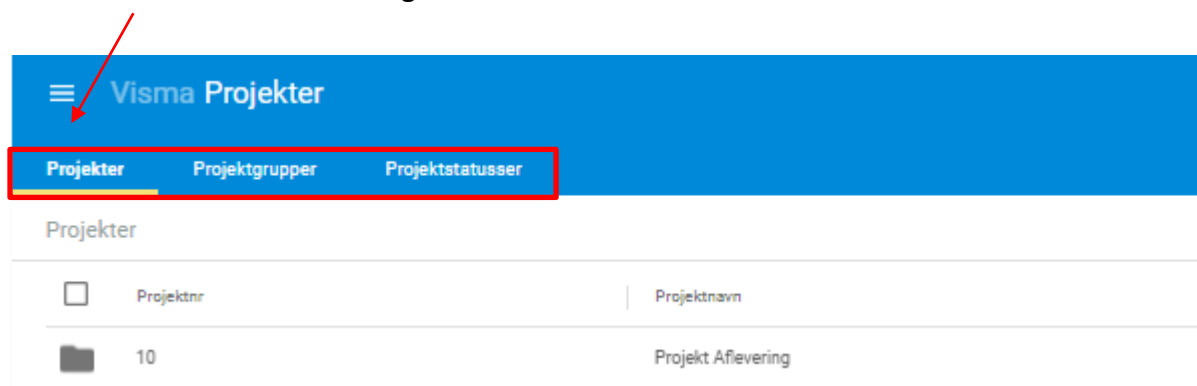 Visma Projekter
Projekter Projektgrupper Projektstatusser
Projekter
Projektnr Projektnavn
10 Projekt Aflevering